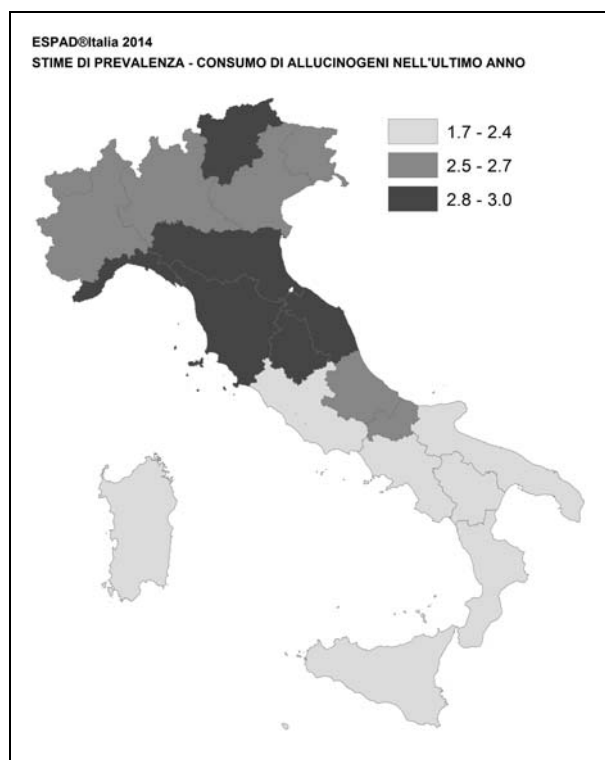 ESPAD®Italia 2014
STIME DI PREVALENZA - CONSUMO DI ALLUCINOGENI NELL'ULTIMO ANNO
1.7 - 2.4
2.5 - 2.7
2.8 - 3.0